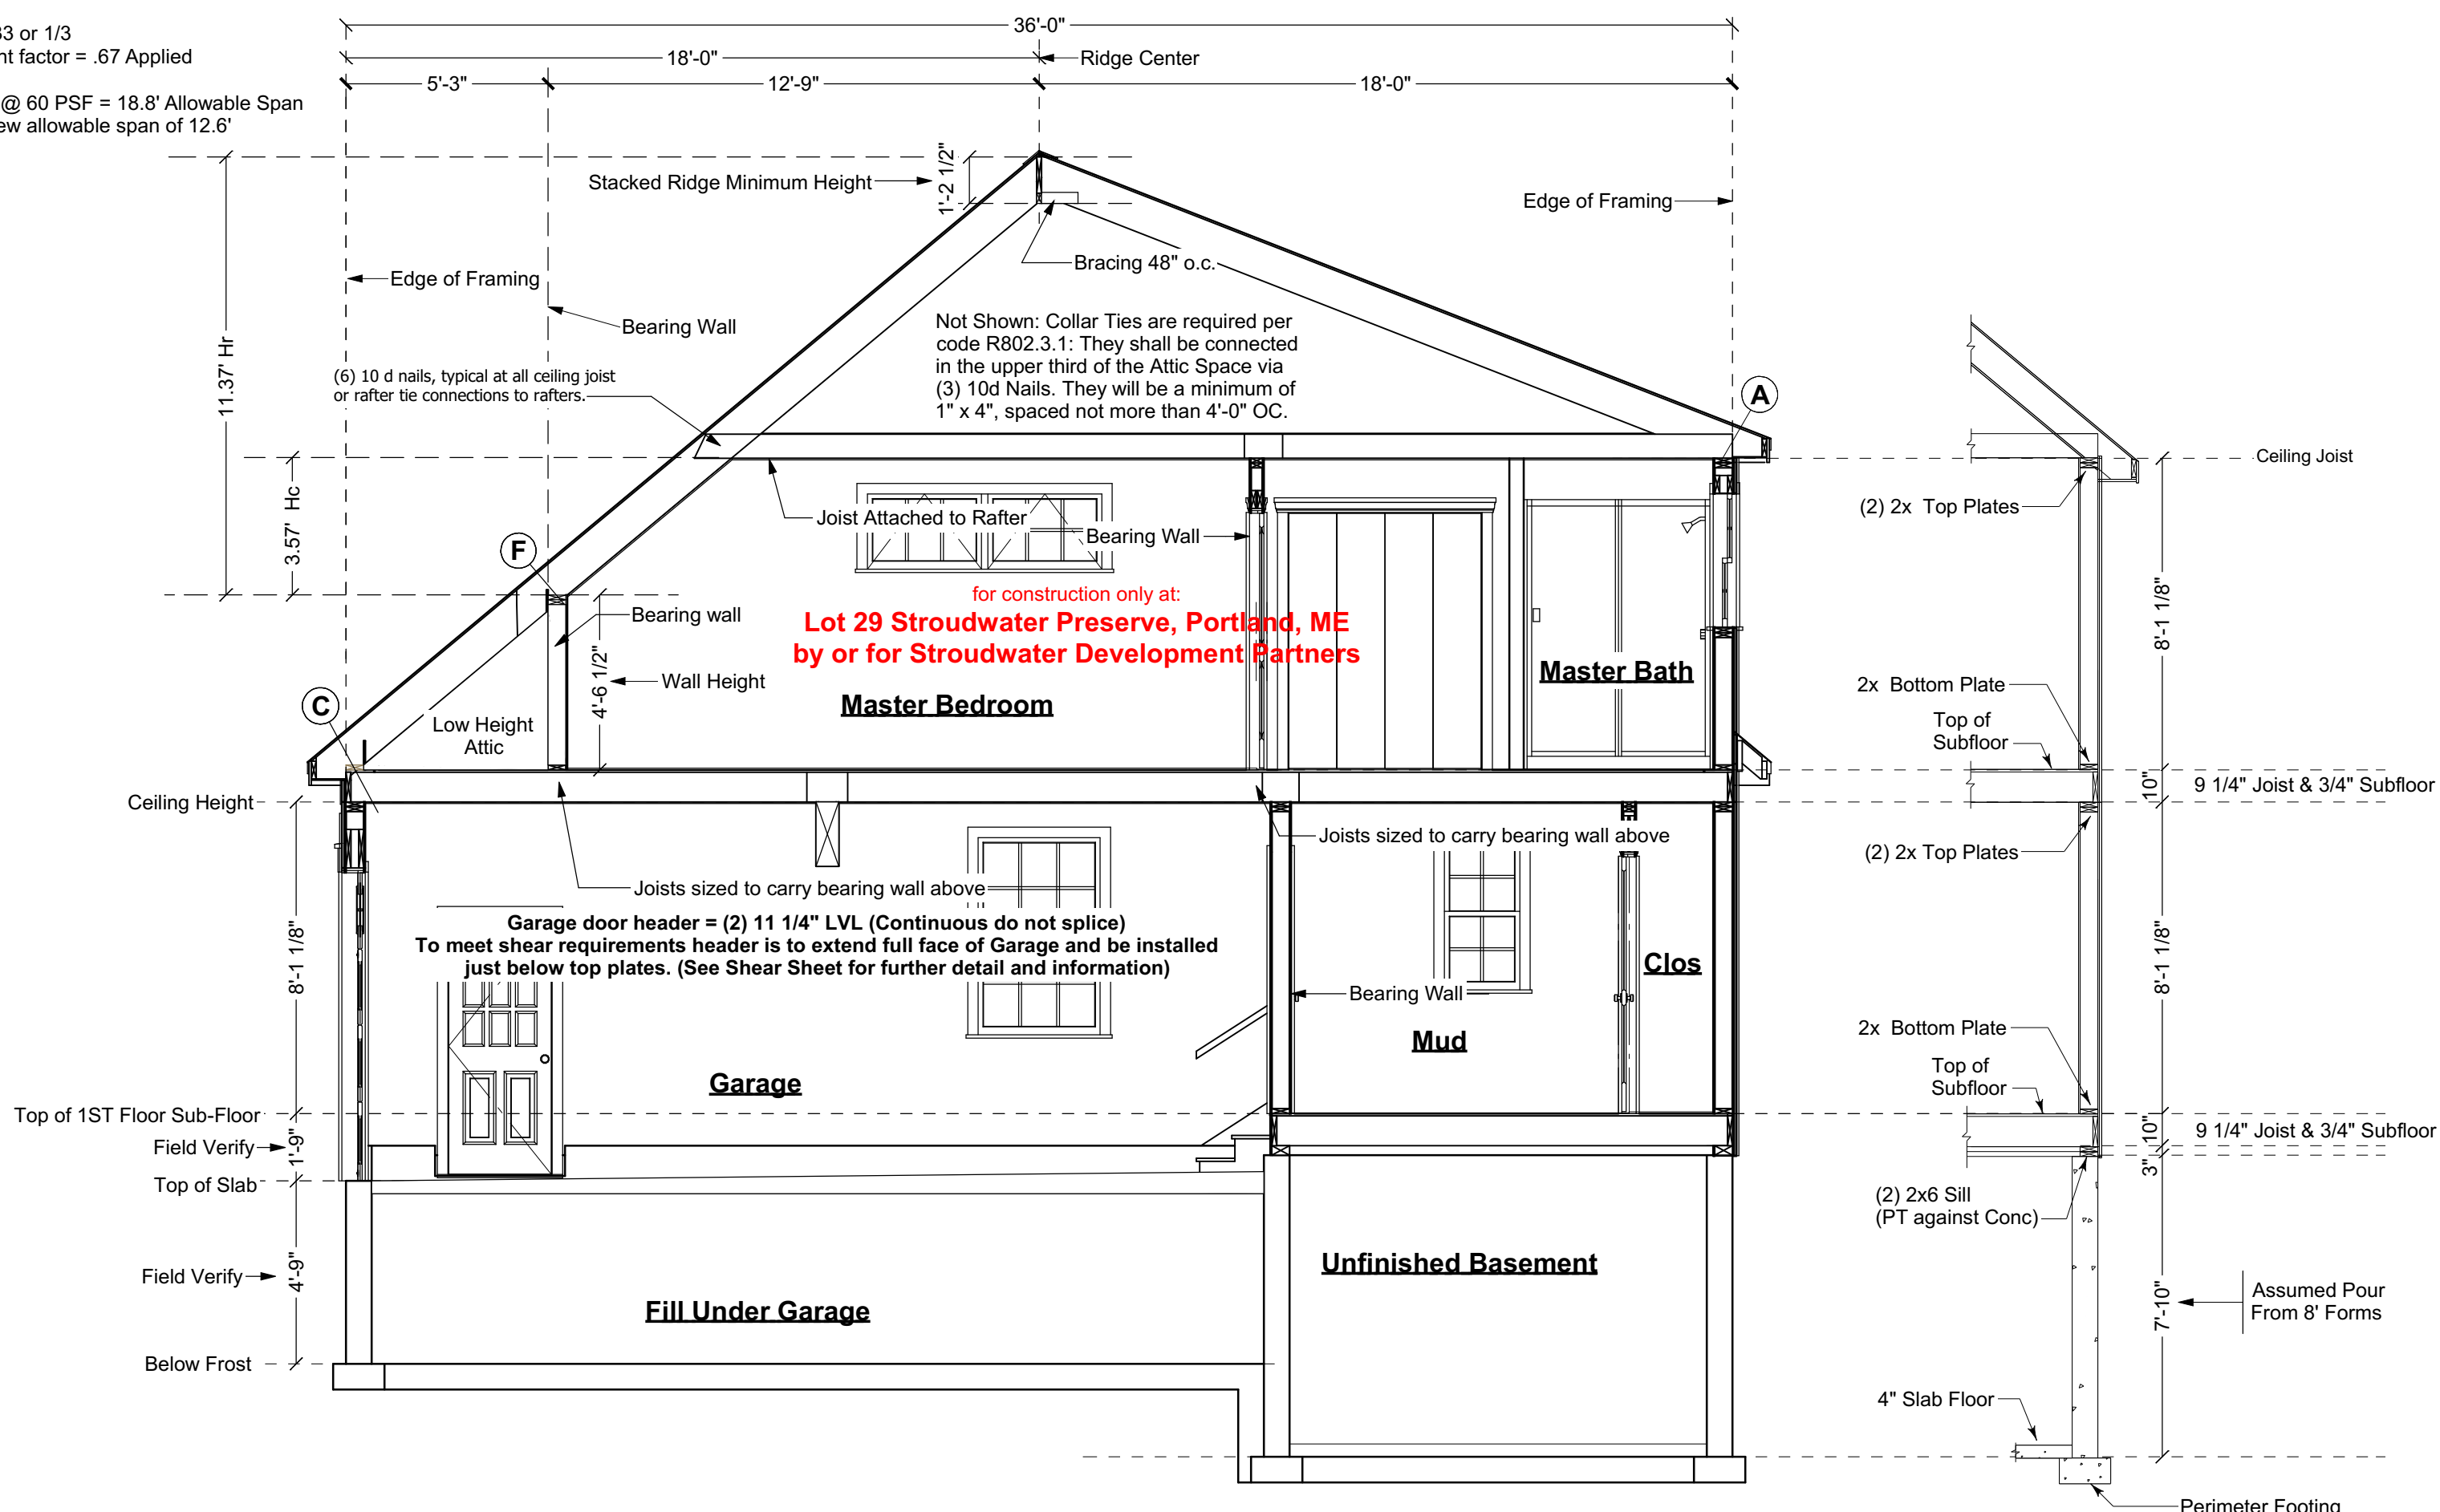 36'-0"
33 or 1/3
nt factor = .67 Applied
18'-0"
Ridge Center
5'-3"
12'-9"
18'-0"
@ 60 PSF = 18.8' Allowable Span
ew allowable span of 12.6'
1'-2 1/2"
Stacked Ridge Minimum Height
Edge of Framing
Bracing 48" o.c.
Edge of Framing
Bearing Wall
11.37' Hr
Not Shown: Collar Ties are required per
code R802.3.1: They shall be connected
in the upper third of the Attic Space via
(3) 10d Nails. They will be a minimum of
1" x 4", spaced not more than 4'-0" OC.
(6) 10 d nails, typical at all ceiling joist
or rafter tie connections to rafters.
A
Ceiling Joist
3.57' Hc
Joist Attached to Rafter
Bearing Wall
(2) 2x Top Plates
F
for construction only at:
Lot 29 Stroudwater Preserve, Portland, ME
by or for Stroudwater Development Partners
Bearing wall
8'-1 1/8"
4'-6 1/2"
Wall Height
Master Bath
Master Bedroom
2x Bottom Plate
C
Low Height
Attic
Top of
Subfloor
10"
9 1/4" Joist & 3/4" Subfloor
Ceiling Height
Joists sized to carry bearing wall above
(2) 2x Top Plates
Joists sized to carry bearing wall above
Garage door header = (2) 11 1/4" LVL (Continuous do not splice)
To meet shear requirements header is to extend full face of Garage and be installed
just below top plates. (See Shear Sheet for further detail and information)
8'-1 1/8"
8'-1 1/8"
Clos
Bearing Wall
Mud
2x Bottom Plate
Garage
Top of
Subfloor
Top of 1ST Floor Sub-Floor
Field Verify
1'-9"
10"
9 1/4" Joist & 3/4" Subfloor
3"
Top of Slab
(2) 2x6 Sill
(PT against Conc)
Field Verify
4'-9"
Unfinished Basement
Fill Under Garage
7'-10"
Assumed Pour
From 8' Forms
Below Frost
4" Slab Floor
Perimeter Footing